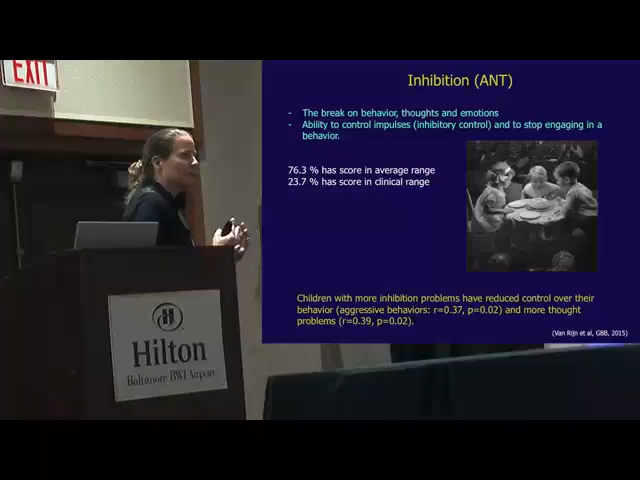 EXIT
Inhibition (ANT)
- The break on behavior, thoughts and emotions
- Ability to control impulses (inhibitory control) and to stop engaging in a
behavior.
76.3 % has score in average range
23.7 % has score in clinical range
Children with more inhibition problems have reduced control over their
behavior (aggressive behaviors: r=0.37, p=0.02) and more thought
problems (r=0.39, p=0.02).
(Van Rijn et al, GBB, 2015)
H
Hilton
Baltimore BWI Airport